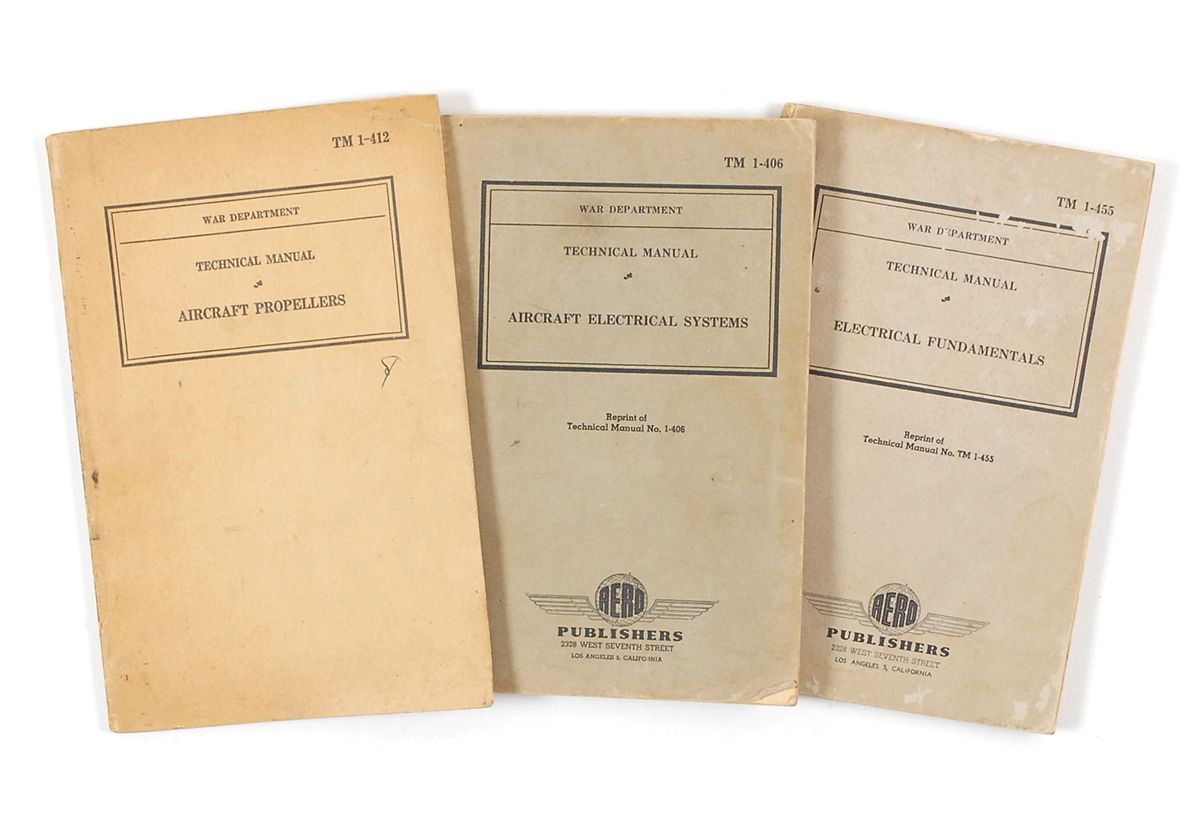 TM 1-412
WAR DEPARTMENT
TECHNICAL MANUAL
AIRCRAFT PROPELLERS
TM 1-406
WAR DEPARTMENT
TECHNICAL MANUAL
AIRCRAFT ELECTRICAL SYSTEMS
Reprint of
Technical Manual No. 1-406
AERO
PUBLISHERS
2328 WEST SEVENTH STREET
LOS ANGELES 5, CALIFO INIA
TM 1-455
WAR DEPARTMENT
TECHNICAL MANUAL
ELECTRICAL FUNDAMENTALS
Reprint of
Technical Manual No. TM 1-455
AERO
PUBLISHERS
2328 WEST SEVENTH STREET
LOS ANGELES 5, CALIFORNIA